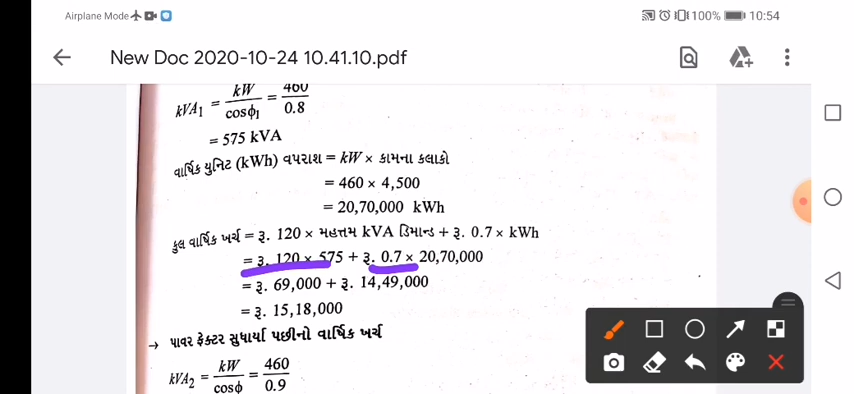 Airplane Mode 100% 10:54
New Doc 2020-10-24 10.41.10.pdf
kVA₁ = kW/cosϕ₁ = 460/0.8
= 575 kVA
વાર્ષિક યુનિટ (kWh) વપરાશ = kW × કામના કલાકો
= 460 × 4,500
= 20,70,000 kWh
કુલ વાર્ષિક ખર્ચ = રૂ. 120 × મહત્તમ kVA ડિમાન્ડ + રૂ. 0.7 × kWh
= રૂ. 120 × 575 + રૂ. 0.7 × 20,70,000
= રૂ. 69,000 + રૂ. 14,49,000
= રૂ. 15,18,000
→ પાવર ફેક્ટર સુધાર્યા પછીનો વાર્ષિક ખર્ચ
kVA₂ = kW/cosϕ = 460/0.9